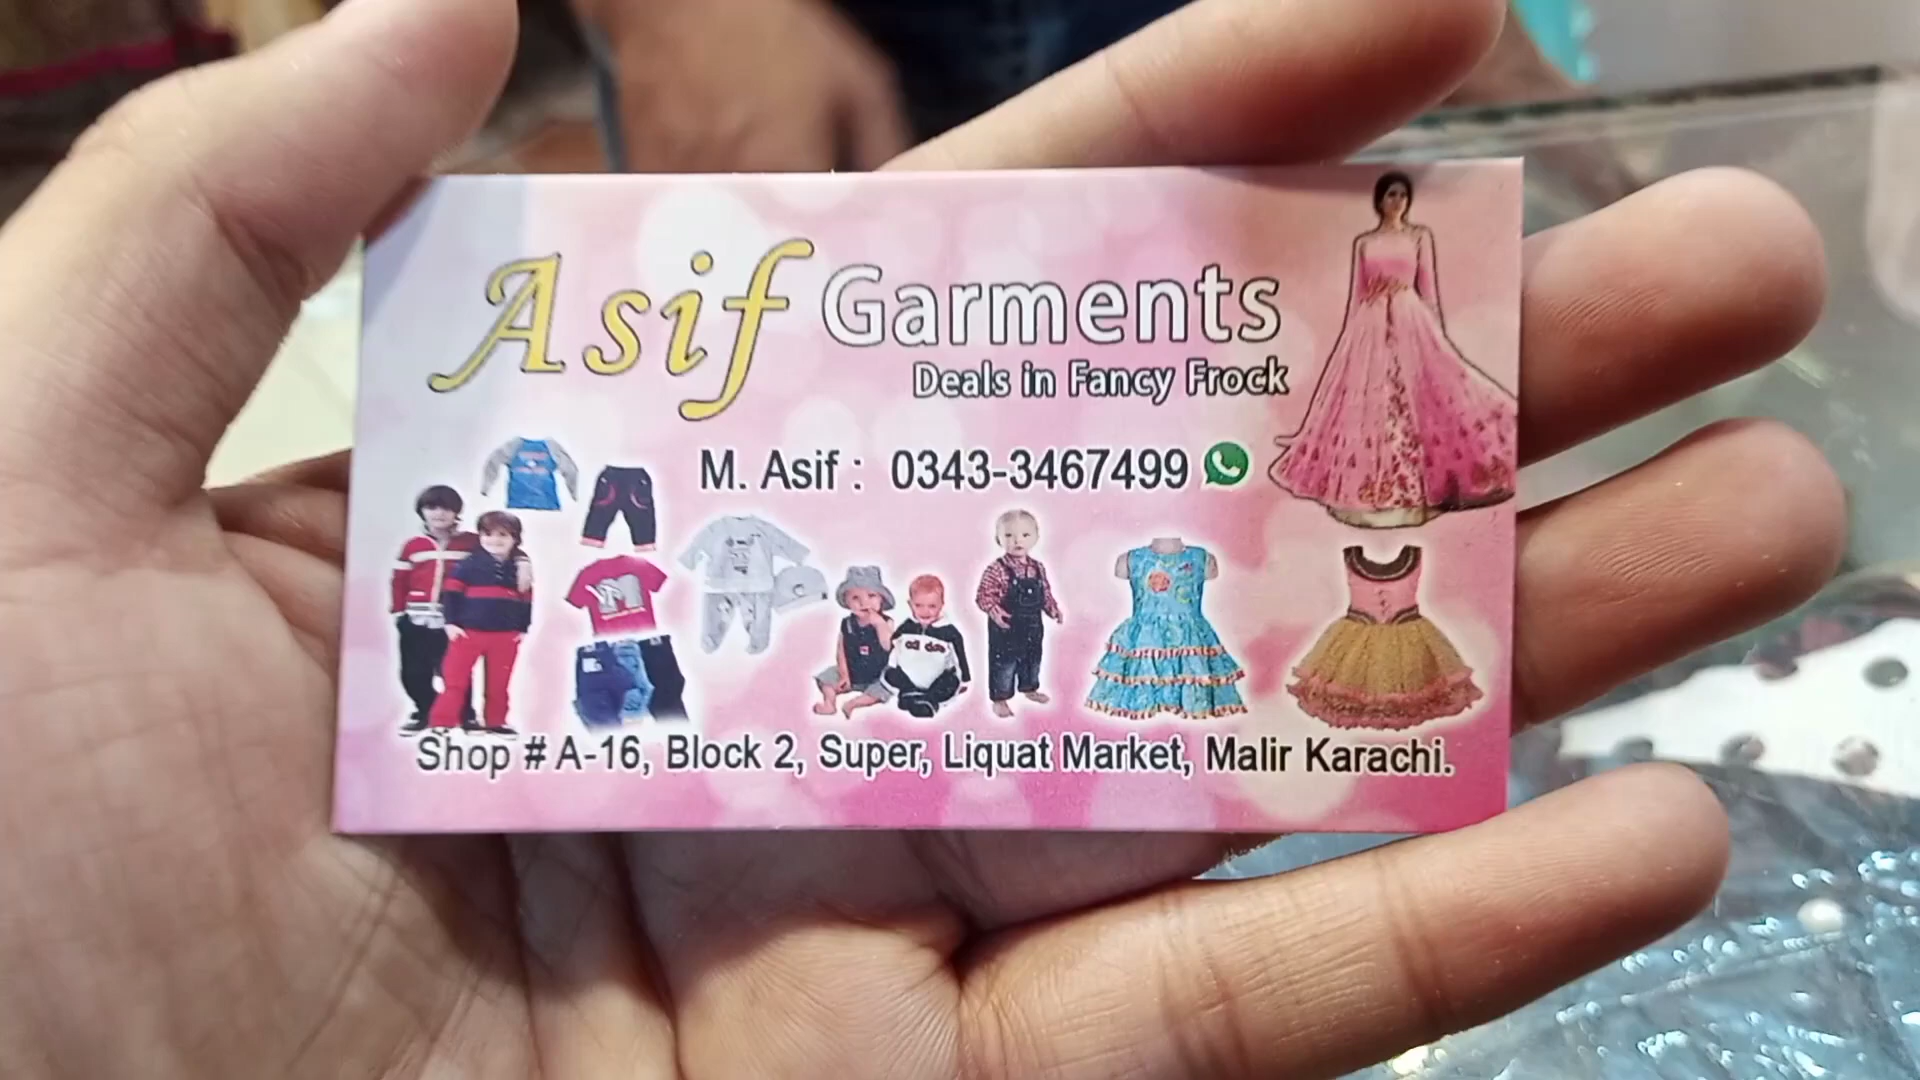 Asif Garments
Deals in Fancy Frock
M. Asif : 0343-3467499
Shop # A-16, Block 2, Super, Liquat Market, Malir Karachi.